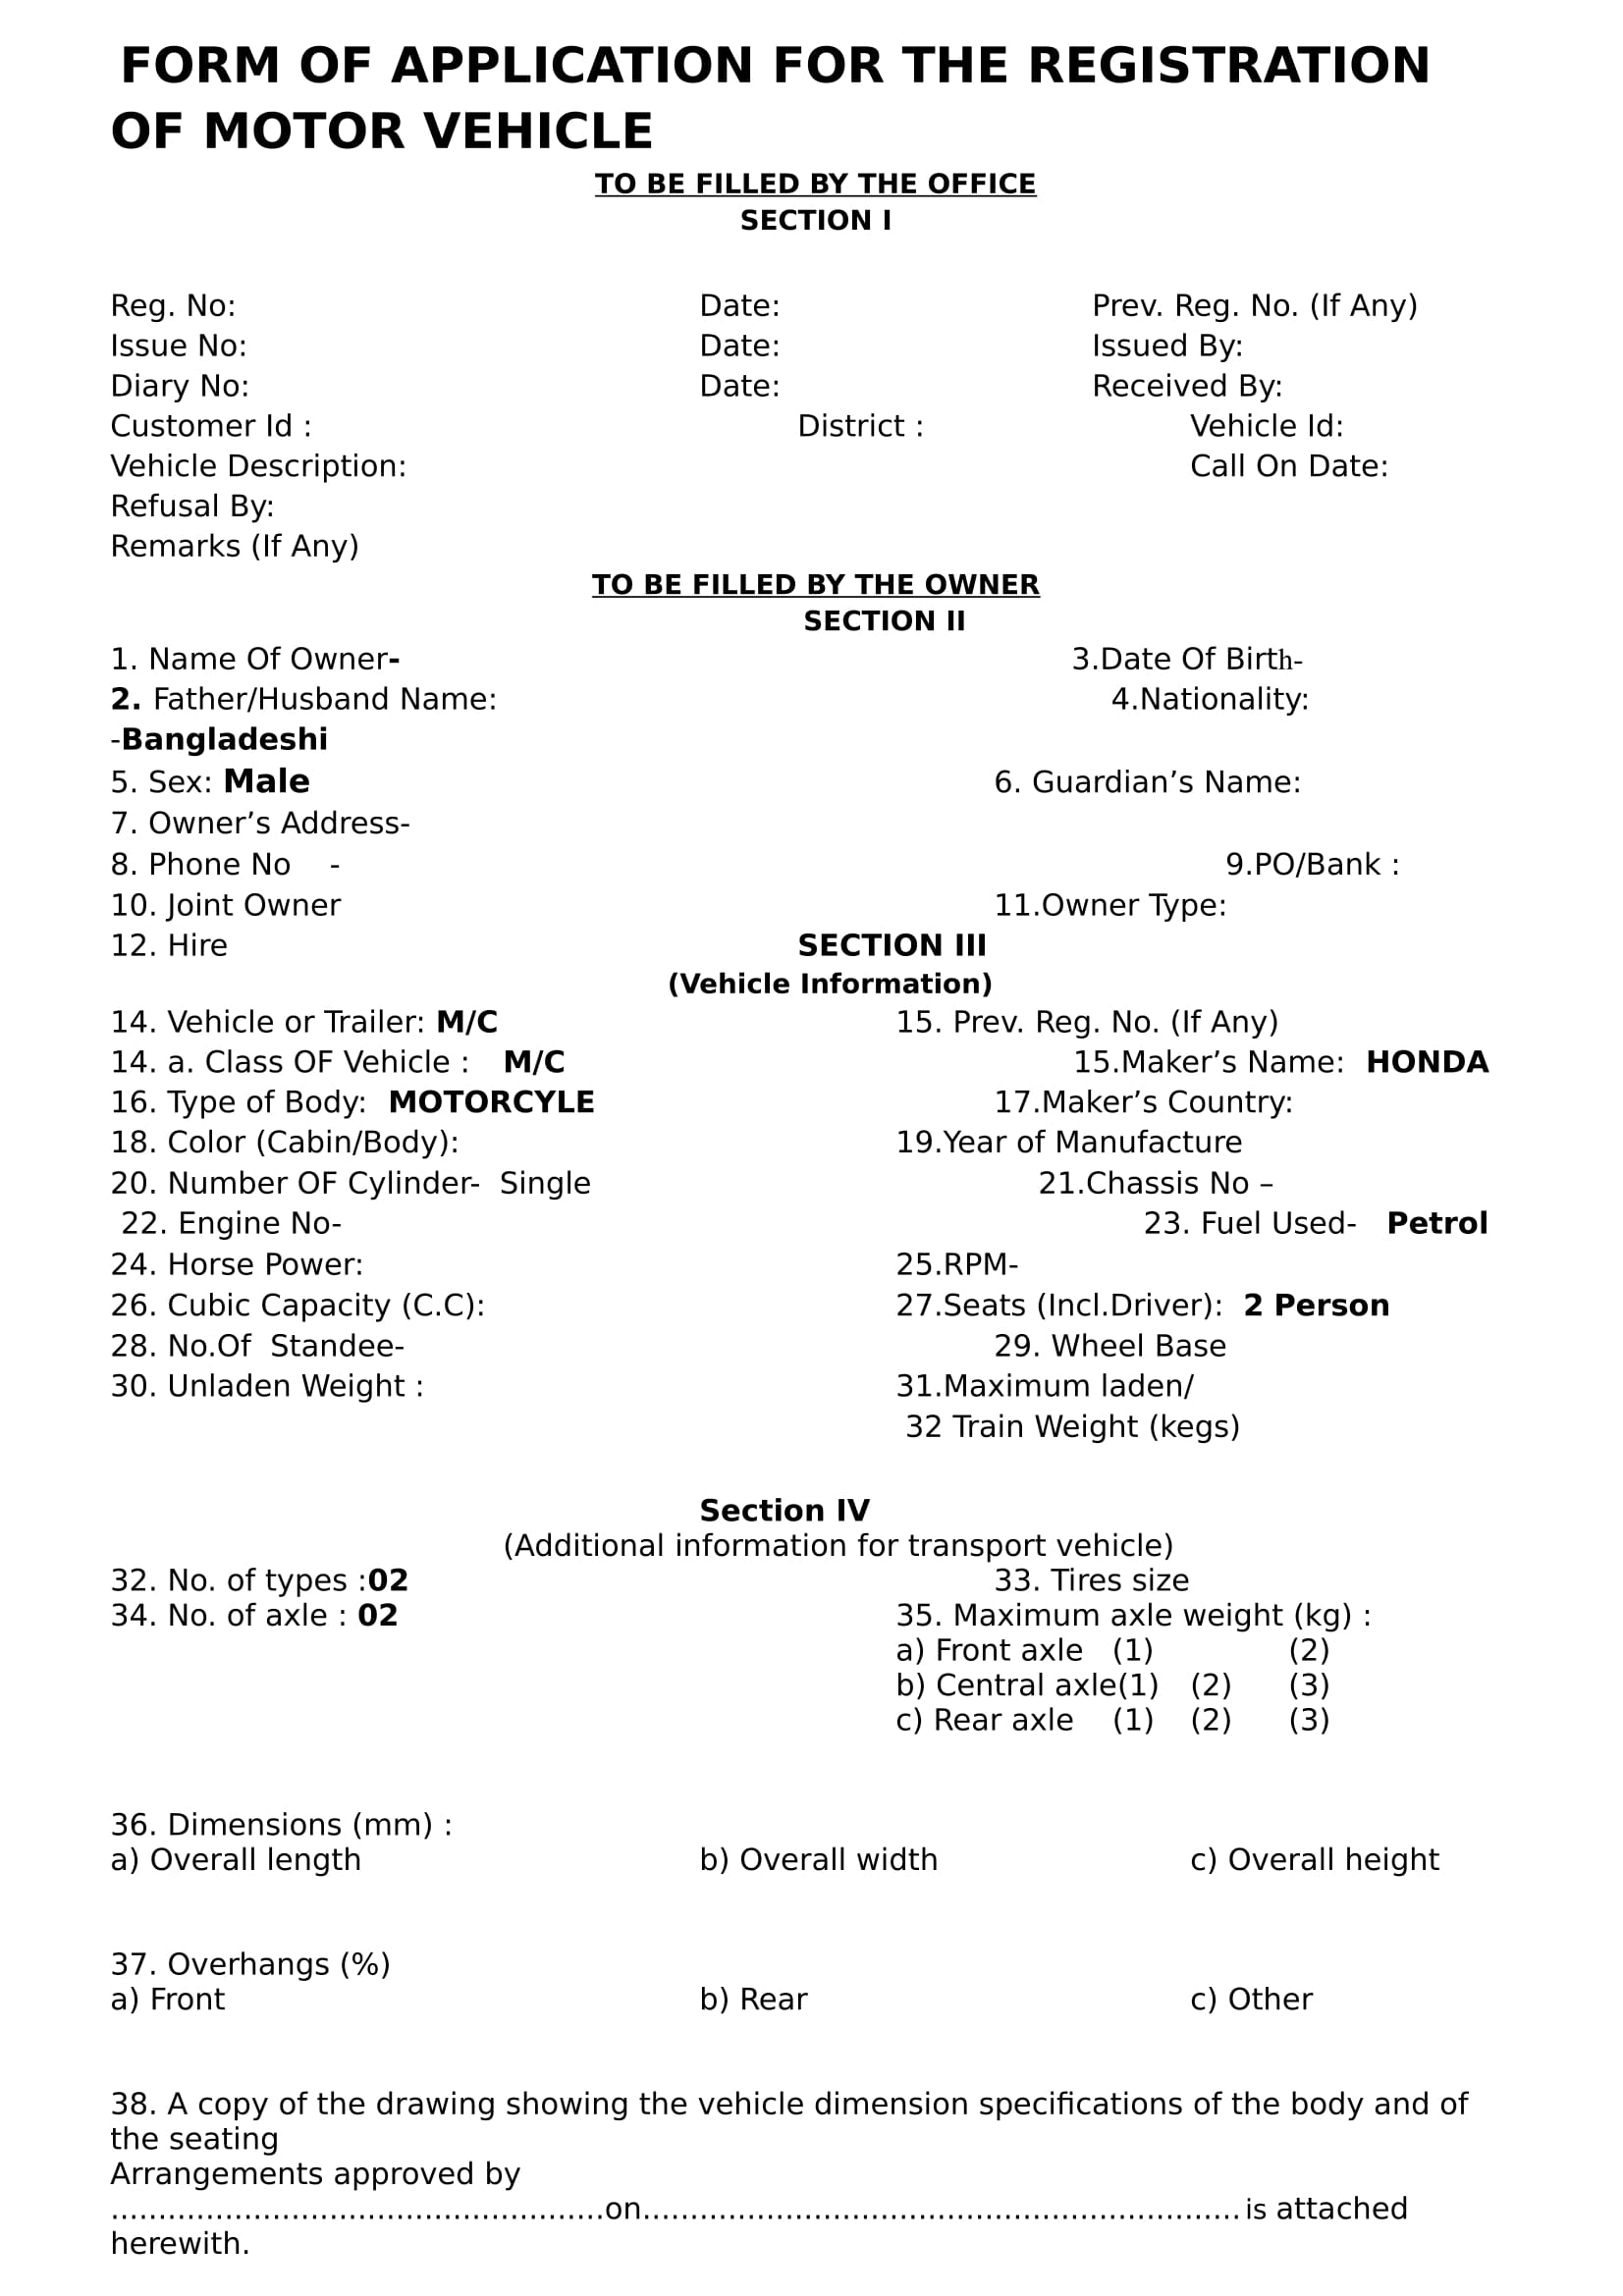 FORM OF APPLICATION FOR THE REGISTRATION
OF MOTOR VEHICLE
TO BE FILLED BY THE OFFICE
SECTION I
Reg. No: Date: Prev. Reg. No. (If Any)
Issue No: Date: Issued By:
Diary No: Date: Received By:
Customer Id : District : Vehicle Id:
Vehicle Description: Call On Date:
Refusal By:
Remarks (If Any)
TO BE FILLED BY THE OWNER
SECTION II
1. Name Of Owner- 3.Date Of Birth-
2. Father/Husband Name: 4.Nationality:
-Bangladeshi
5. Sex: Male 6. Guardian’s Name:
7. Owner’s Address-
8. Phone No - 9.PO/Bank :
10. Joint Owner 11.Owner Type:
12. Hire SECTION III
(Vehicle Information)
14. Vehicle or Trailer: M/C 15. Prev. Reg. No. (If Any)
14. a. Class OF Vehicle : M/C 15.Maker’s Name: HONDA
16. Type of Body: MOTORCYLE 17.Maker’s Country:
18. Color (Cabin/Body): 19.Year of Manufacture
20. Number OF Cylinder- Single 21.Chassis No –
22. Engine No- 23. Fuel Used- Petrol
24. Horse Power: 25.RPM-
26. Cubic Capacity (C.C): 27.Seats (Incl.Driver): 2 Person
28. No.Of Standee- 29. Wheel Base
30. Unladen Weight : 31.Maximum laden/
32 Train Weight (kegs)
Section IV
(Additional information for transport vehicle)
32. No. of types :02 33. Tires size
34. No. of axle : 02 35. Maximum axle weight (kg) :
a) Front axle (1) (2)
b) Central axle(1) (2) (3)
c) Rear axle (1) (2) (3)
36. Dimensions (mm) :
a) Overall length b) Overall width c) Overall height
37. Overhangs (%)
a) Front b) Rear c) Other
38. A copy of the drawing showing the vehicle dimension specifications of the body and of
the seating
Arrangements approved by
....................................................on............................................................... is attached
herewith.